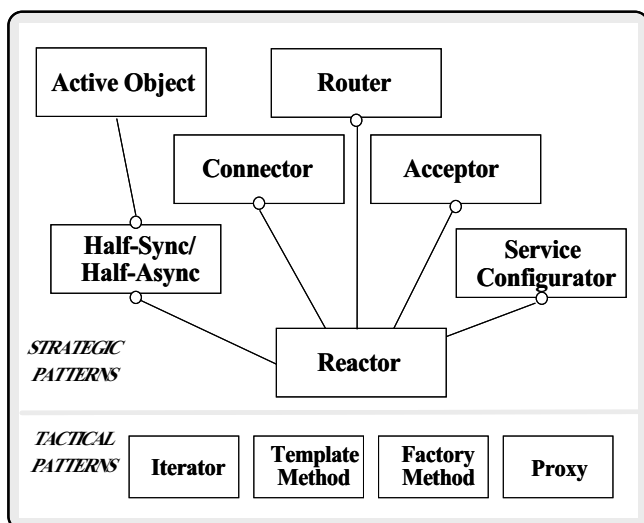 Active Object
Router
Connector
Acceptor
Half-Sync/
Half-Async
Service
Configurator
Reactor
STRATEGIC
PATTERNS
TACTICAL
PATTERNS
Iterator
Template
Method
Factory
Method
Proxy